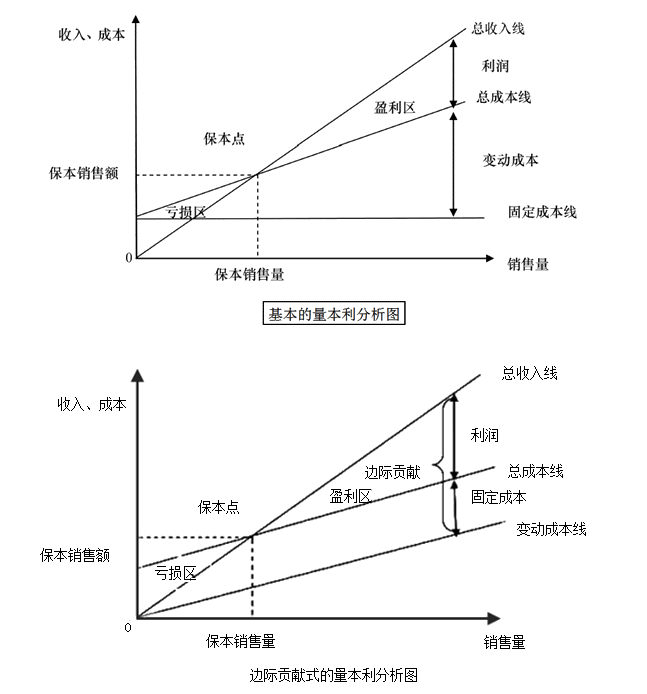 收入、成本
总收入线
利润
总成本线
盈利区
保本点
变动成本
保本销售额
亏损区
固定成本线
0
销售量
保本销售量
基本的量本利分析图
总收入线
收入、成本
利润
边际贡献
总成本线
盈利区
固定成本
保本点
变动成本线
保本销售额
亏损区
0
保本销售量
销售量
边际贡献式的量本利分析图